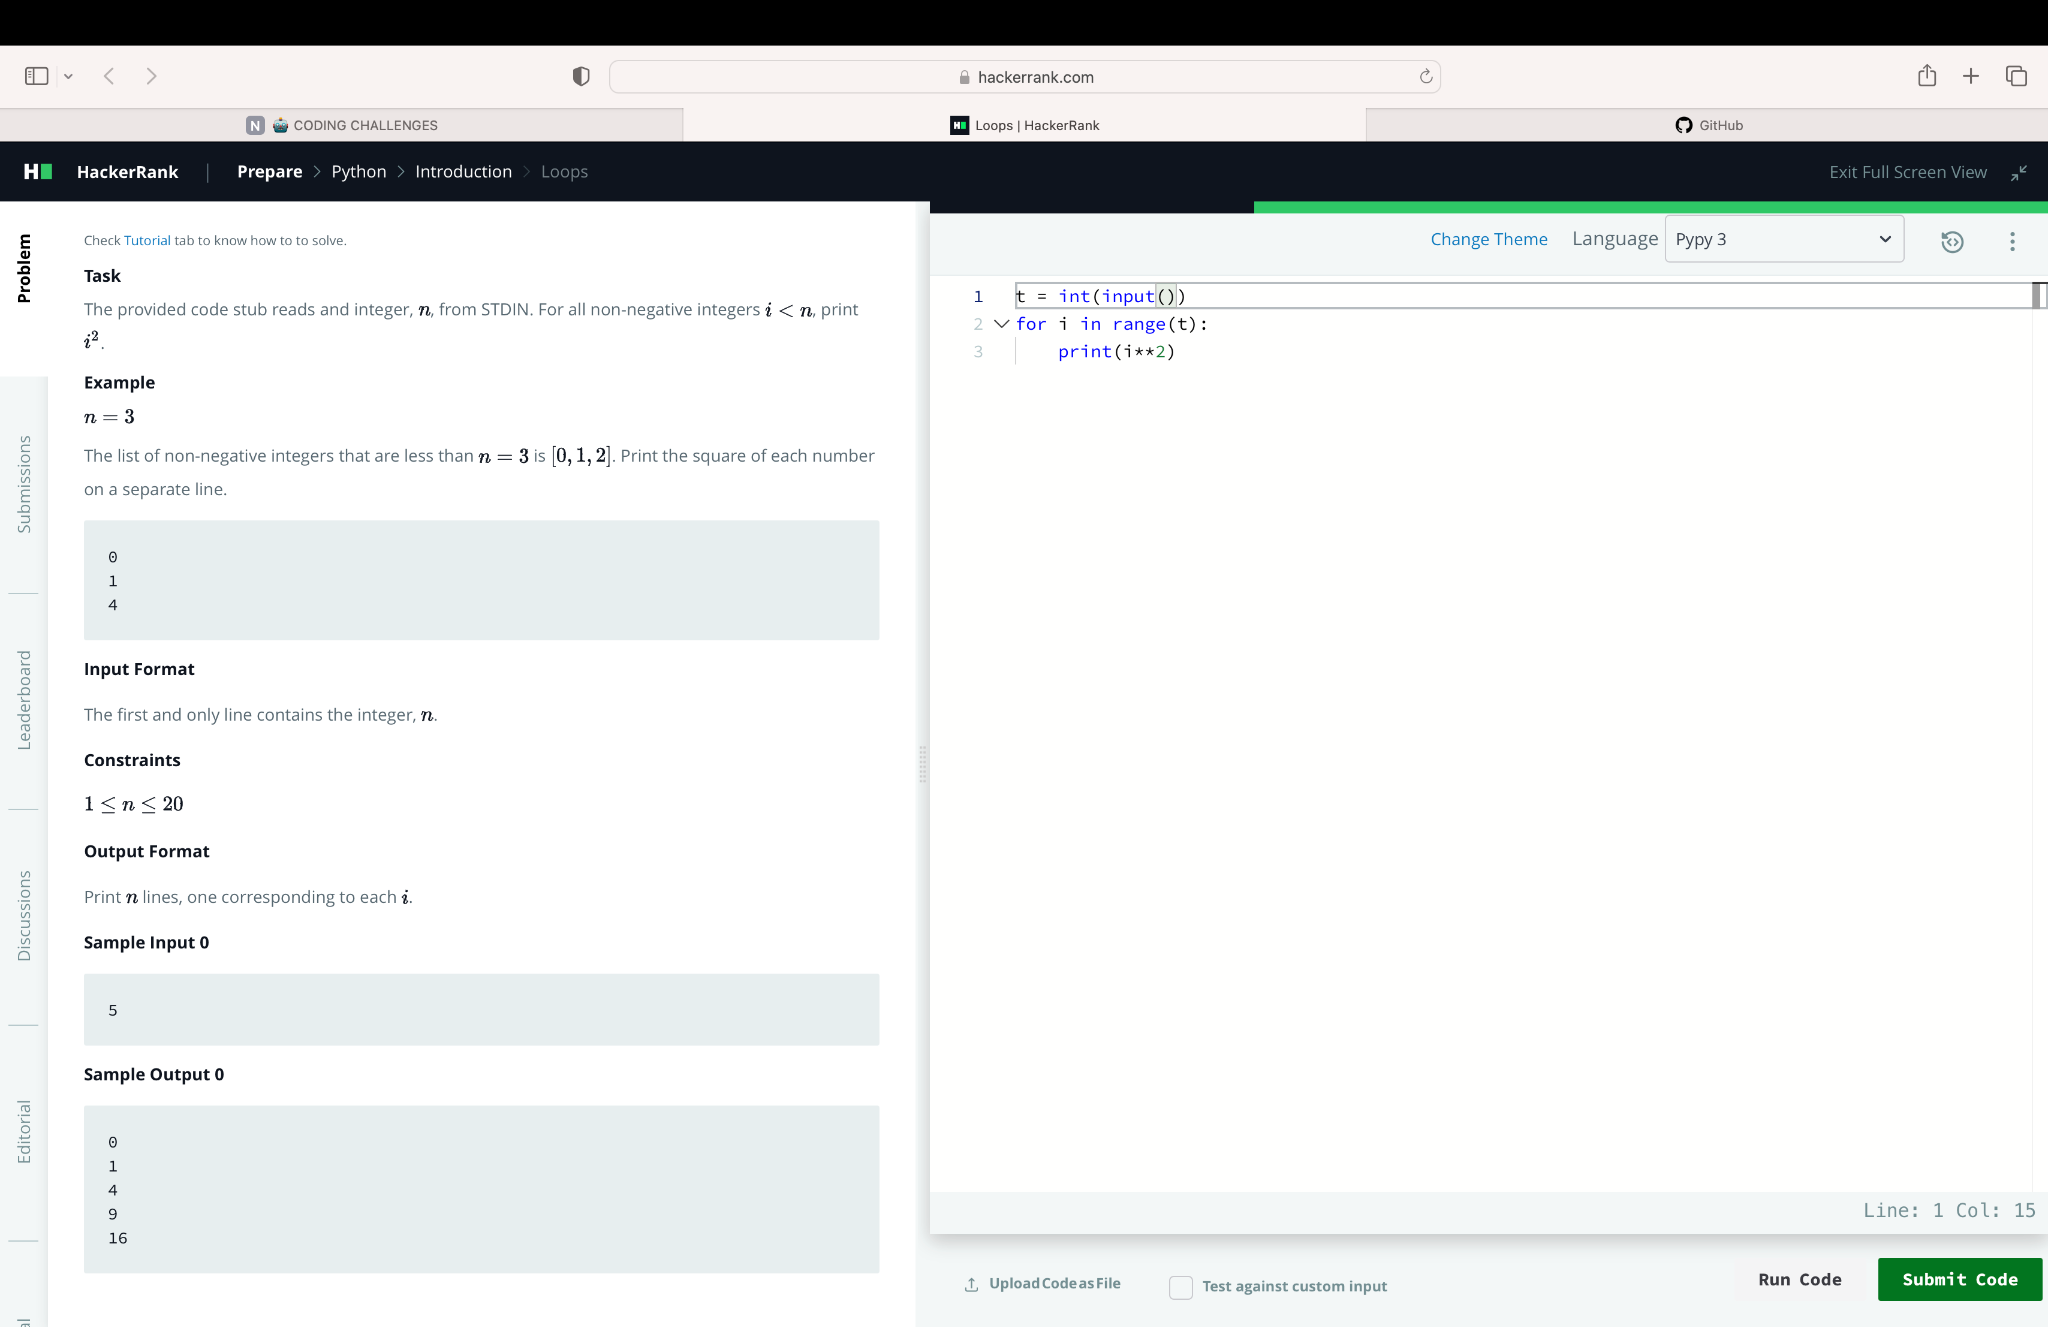 hackerrank.com
N CODING CHALLENGES
Loops | HackerRank
GitHub
H HackerRank | Prepare > Python > Introduction > Loops
Exit Full Screen View
Problem
Submissions
Leaderboard
Discussions
Editorial
Check Tutorial tab to know how to to solve.
Task
The provided code stub reads and integer, n, from STDIN. For all non-negative integers i < n, print
i².
Example
n = 3
The list of non-negative integers that are less than n = 3 is [0, 1, 2]. Print the square of each number
on a separate line.
0
1
4
Input Format
The first and only line contains the integer, n.
Constraints
1 ≤ n ≤ 20
Output Format
Print n lines, one corresponding to each i.
Sample Input 0
5
Sample Output 0
0
1
4
9
16
Change Theme Language Pypy 3
1 t = int(input())
2 for i in range(t):
3 print(i**2)
Line: 1 Col: 15
Upload Code as File
Test against custom input
Run Code
Submit Code